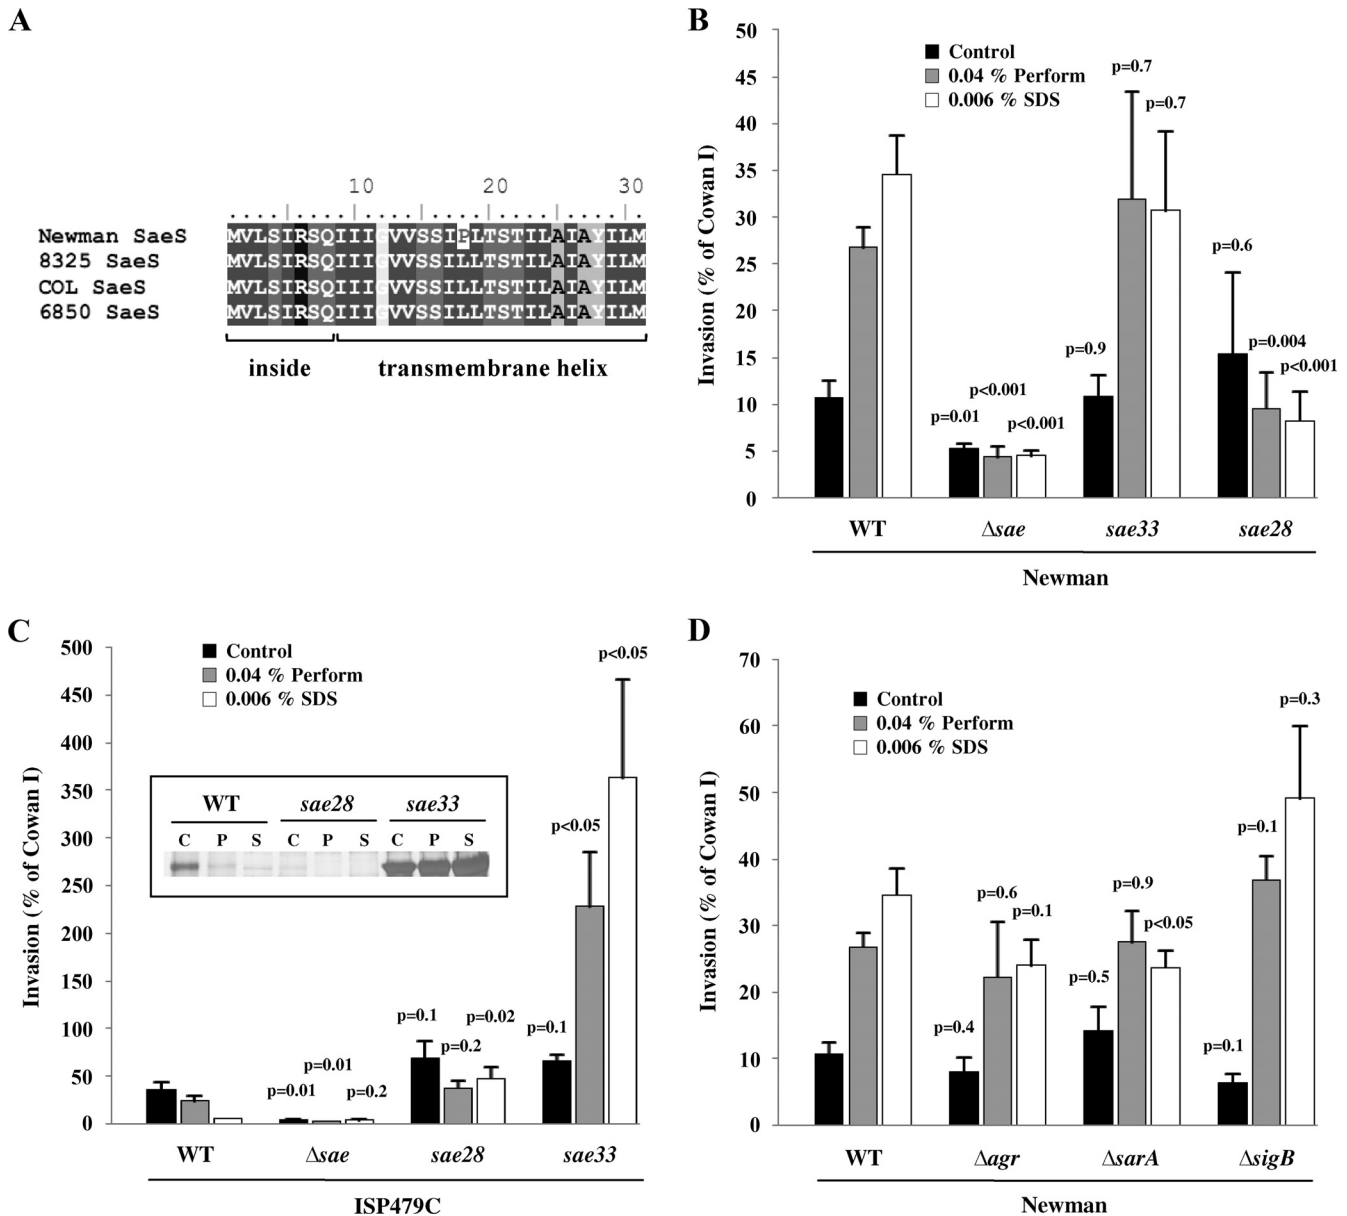 A
10 20 30
Newman SaeS MVLSIRSQIIIGVVSSIPLTSTILAIAYILM
8325 SaeS MVLSIRSQIIIGVVSSILLTSTILAIAYILM
COL SaeS MVLSIRSQIIIGVVSSILLTSTILAIAYILM
6850 SaeS MVLSIRSQIIIGVVSSILLTSTILAIAYILM
inside transmembrane helix
B
Invasion (% of Cowan I)
50
45
40
35
30
25
20
15
10
5
0
Control
0.04 % Perform
0.006 % SDS
p=0.01
p<0.001
p<0.001
p=0.9
p=0.7
p=0.7
p=0.6
p=0.004
p<0.001
WT Δsae sae33 sae28
Newman
C
Invasion (% of Cowan I)
500
450
400
350
300
250
200
150
100
50
0
Control
0.04 % Perform
0.006 % SDS
WT sae28 sae33
C P S C P S C P S
p=0.01
p=0.01
p=0.2
p=0.1
p=0.2
p=0.02
p=0.1
p<0.05
p<0.05
WT Δsae sae28 sae33
ISP479C
D
Invasion (% of Cowan I)
70
60
50
40
30
20
10
0
Control
0.04 % Perform
0.006 % SDS
p=0.4
p=0.6
p=0.1
p=0.5
p=0.9
p<0.05
p=0.1
p=0.1
p=0.3
WT Δagr ΔsarA ΔsigB
Newman